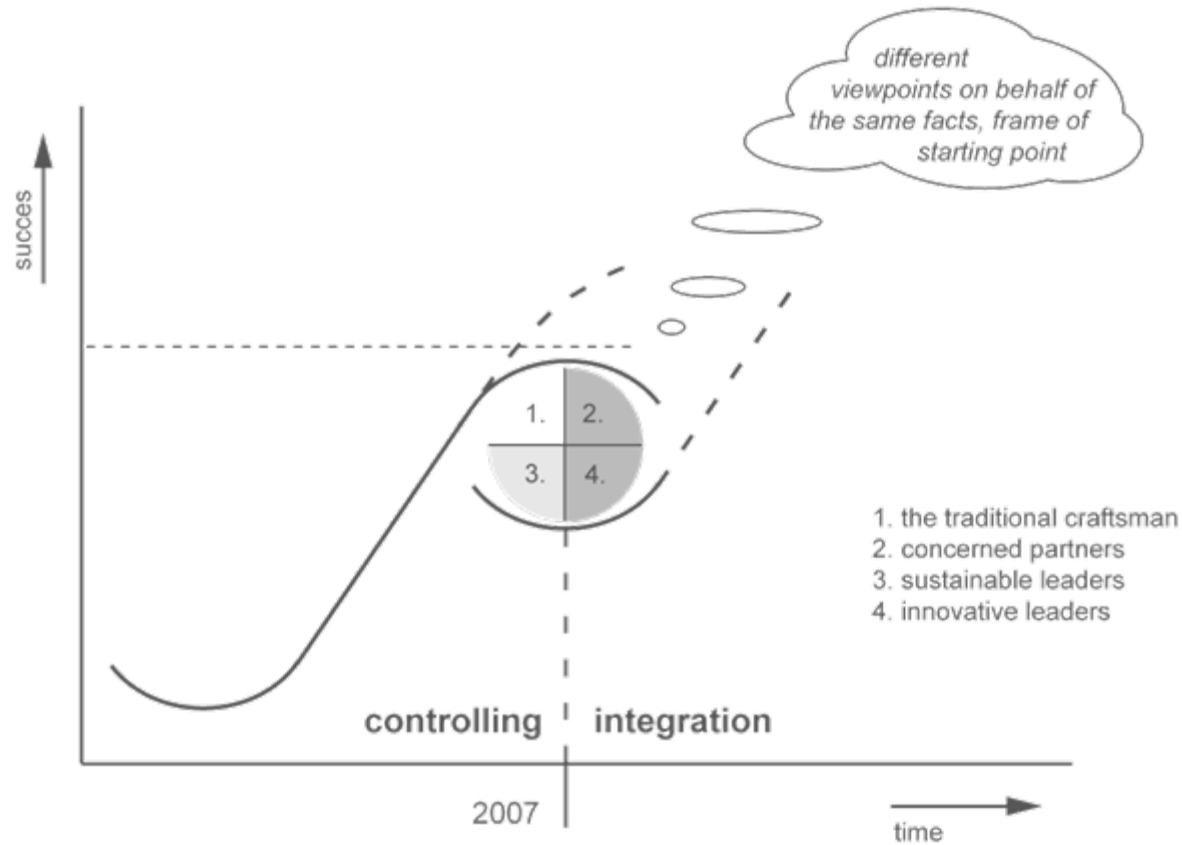 different
viewpoints on behalf of
the same facts, frame of
starting point
succes
1.
2.
3.
4.
1. the traditional craftsman
2. concerned partners
3. sustainable leaders
4. innovative leaders
controlling
integration
2007
time